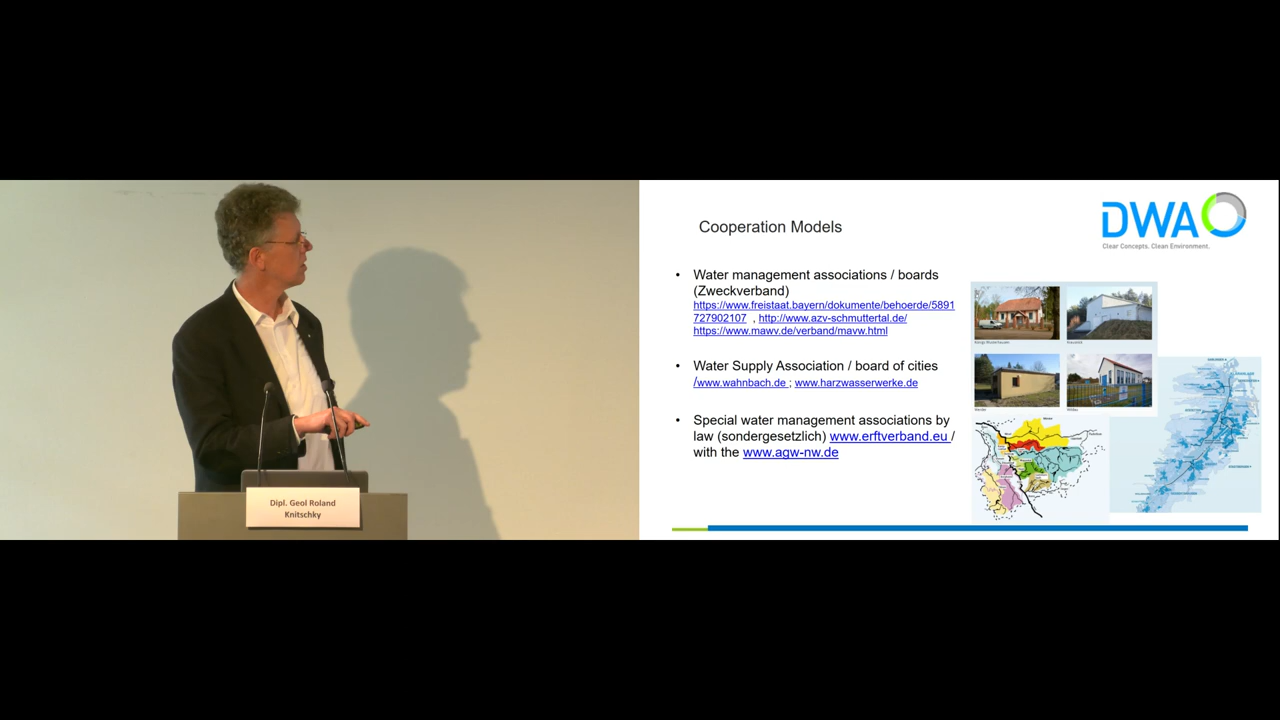 Dipl. Geol Roland
Knitschky
DWA
Clear Concepts. Clean Environment.
Cooperation Models
• Water management associations / boards
(Zweckverband)
https://www.freistaat.bayern/dokumente/behoerde/5891
727902107 , http://www.azv-schmuttertal.de/
https://www.mawv.de/verband/mavw.html
• Water Supply Association / board of cities
/www.wahnbach.de ; www.harzwasserwerke.de
• Special water management associations by
law (sondergesetzlich) www.erftverband.eu /
with the www.agw-nw.de